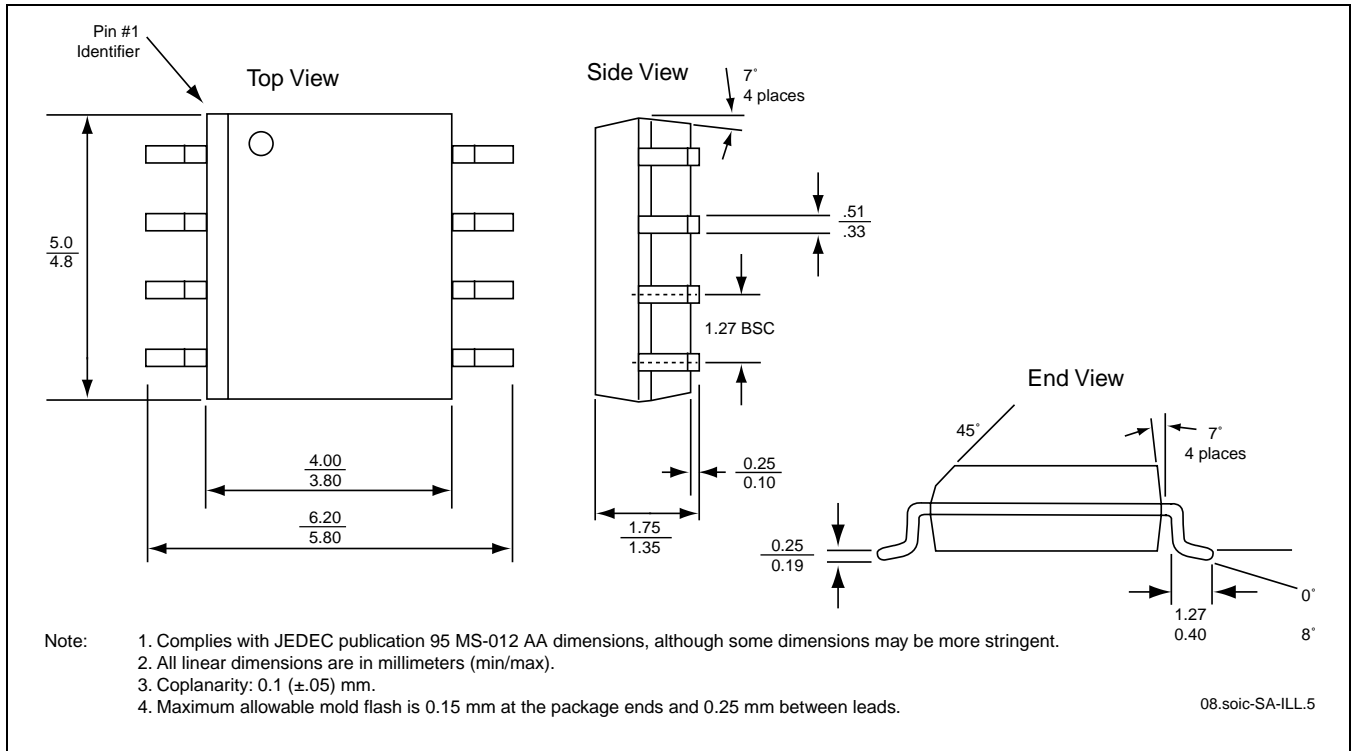 Pin #1
Identifier
Top View
Side View
7°
4 places
5.0
4.8
.51
.33
1.27 BSC
End View
45°
7°
4 places
4.00
3.80
0.25
0.10
6.20
5.80
1.75
1.35
0.25
0.19
0°
1.27
0.40
8°
Note:
1. Complies with JEDEC publication 95 MS-012 AA dimensions, although some dimensions may be more stringent.
2. All linear dimensions are in millimeters (min/max).
3. Coplanarity: 0.1 (±.05) mm.
4. Maximum allowable mold flash is 0.15 mm at the package ends and 0.25 mm between leads.
08.soic-SA-ILL.5